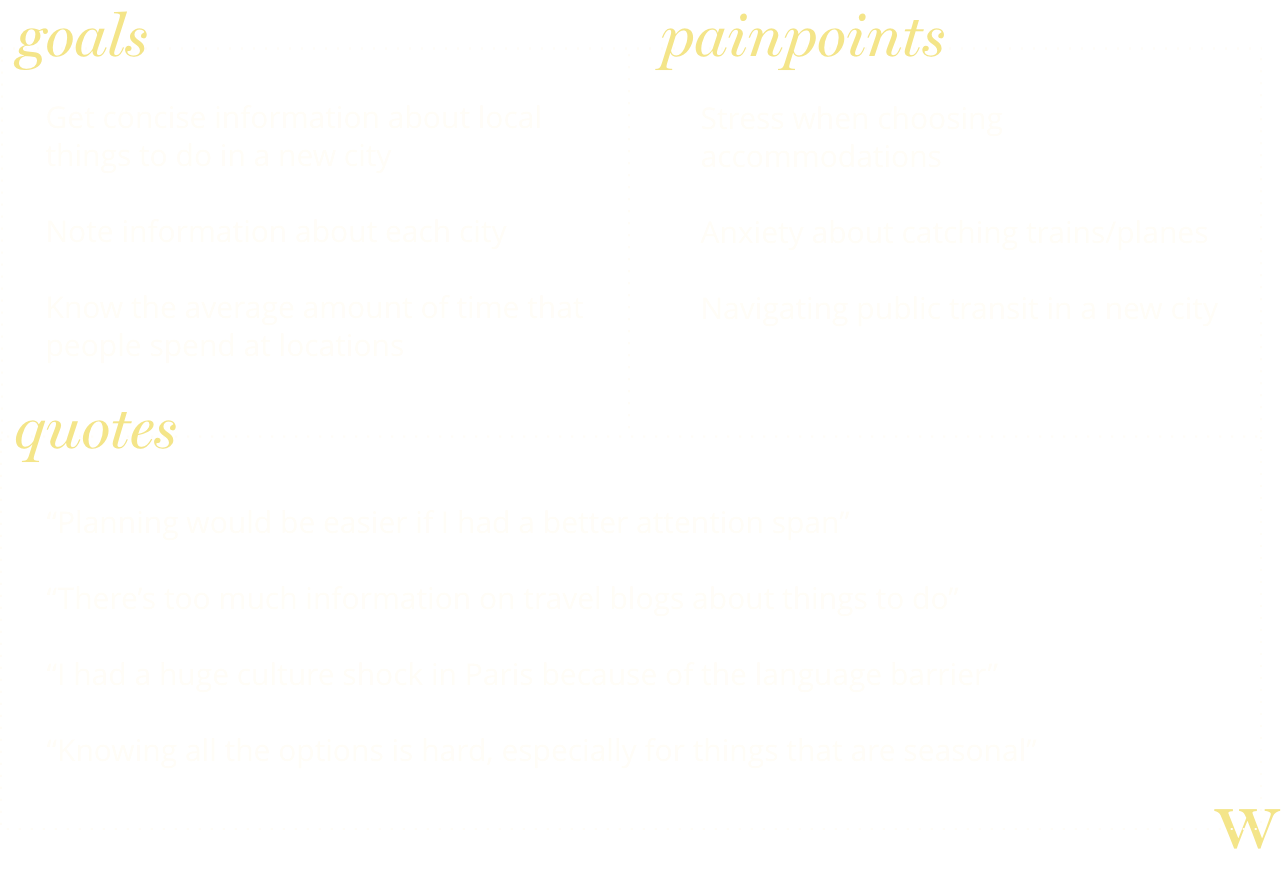 goals
Get concise information about local
things to do in a new city
Note information about each city
Know the average amount of time that
people spend at locations
painpoints
Stress when choosing
accommodations
Anxiety about catching trains/planes
Navigating public transit in a new city
quotes
"Planning would be easier if I had a better attention span"
"There's too much information on travel blogs about things to do"
"I had a huge culture shock in Paris because of the language barrier"
"Knowing all the options is hard, especially for things that are seasonal
W